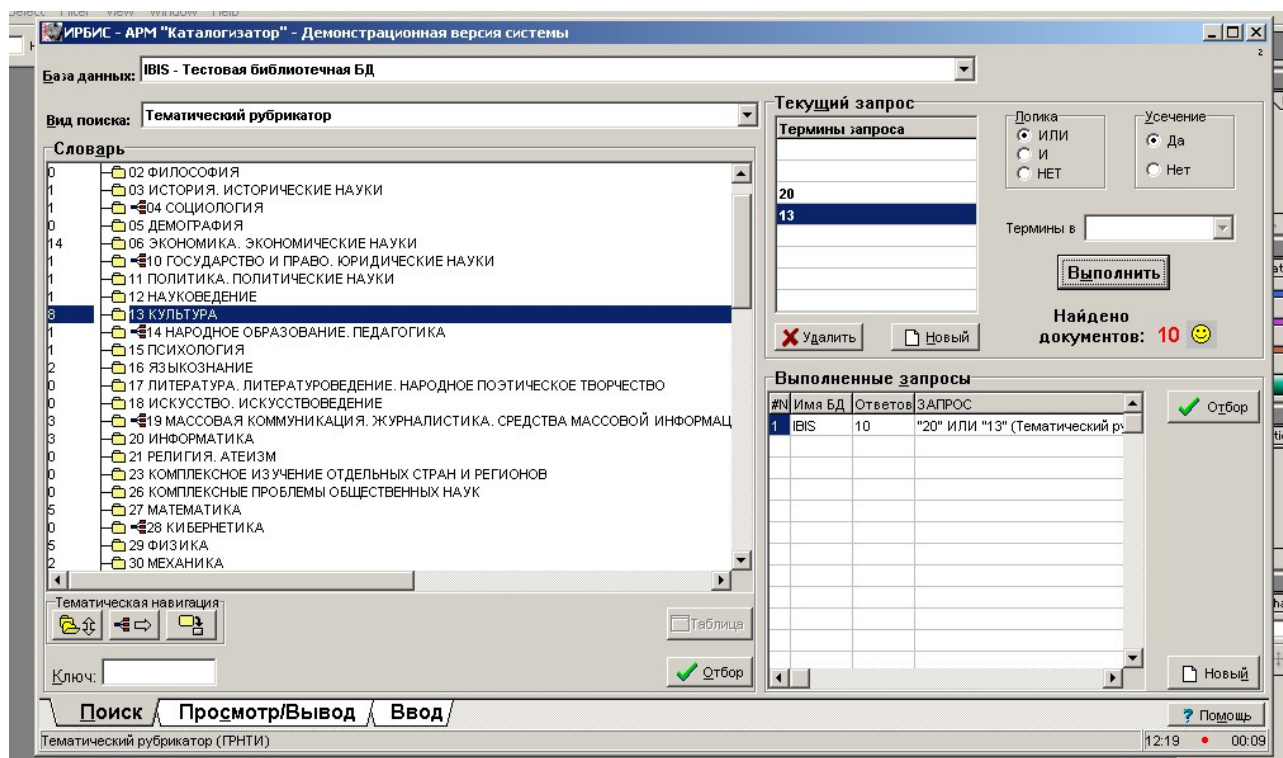 Select Filter View Window Help
ИРБИС - АРМ "Каталогизатор" - Демонстрационная версия системы
2
База данных: IBIS - Тестовая библиотечная БД
Вид поиска: Тематический рубрикатор
Словарь
0 02 ФИЛОСОФИЯ
1 03 ИСТОРИЯ. ИСТОРИЧЕСКИЕ НАУКИ
1 04 СОЦИОЛОГИЯ
0 05 ДЕМОГРАФИЯ
14 06 ЭКОНОМИКА. ЭКОНОМИЧЕСКИЕ НАУКИ
1 10 ГОСУДАРСТВО И ПРАВО. ЮРИДИЧЕСКИЕ НАУКИ
1 11 ПОЛИТИКА. ПОЛИТИЧЕСКИЕ НАУКИ
1 12 НАУКОВЕДЕНИЕ
8 13 КУЛЬТУРА
1 14 НАРОДНОЕ ОБРАЗОВАНИЕ. ПЕДАГОГИКА
1 15 ПСИХОЛОГИЯ
2 16 ЯЗЫКОЗНАНИЕ
0 17 ЛИТЕРАТУРА. ЛИТЕРАТУРОВЕДЕНИЕ. НАРОДНОЕ ПОЭТИЧЕСКОЕ ТВОРЧЕСТВО
0 18 ИСКУССТВО. ИСКУССТВОВЕДЕНИЕ
3 19 МАССОВАЯ КОММУНИКАЦИЯ. ЖУРНАЛИСТИКА. СРЕДСТВА МАССОВОЙ ИНФОРМАЦ
3 20 ИНФОРМАТИКА
0 21 РЕЛИГИЯ. АТЕИЗМ
0 23 КОМПЛЕКСНОЕ ИЗУЧЕНИЕ ОТДЕЛЬНЫХ СТРАН И РЕГИОНОВ
0 26 КОМПЛЕКСНЫЕ ПРОБЛЕМЫ ОБЩЕСТВЕННЫХ НАУК
5 27 МАТЕМАТИКА
0 28 КИБЕРНЕТИКА
5 29 ФИЗИКА
2 30 МЕХАНИКА
Тематическая навигация
Таблица
Ключ:
Отбор
Текущий запрос
Термины запроса
20
13
Логика
ИЛИ
И
НЕТ
Усечение
Да
Нет
Термины в
Выполнить
Удалить Новый
Найдено
документов: 10
Выполненные запросы
#N Имя БД Ответов ЗАПРОС
1 IBIS 10 "20" ИЛИ "13" (Тематический ру
Отбор
Новый
Поиск Просмотр/Вывод Ввод
Помощь
Тематический рубрикатор (ГРНТИ) 12:19 00:09